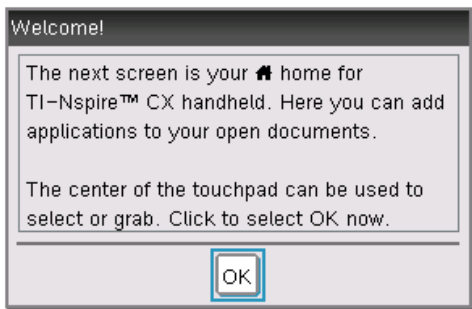 Welcome!
The next screen is your home for
TI-Nspire™ CX handheld. Here you can add
applications to your open documents.
The center of the touchpad can be used to
select or grab. Click to select OK now.
OK